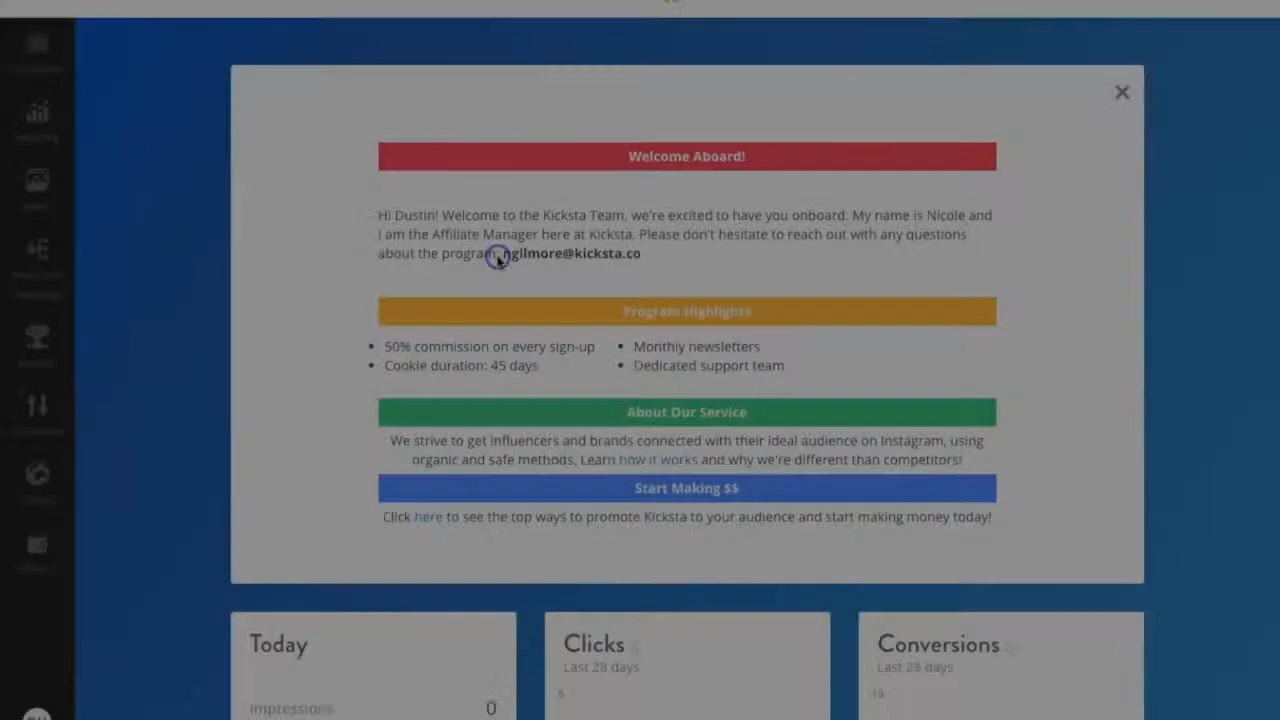 Welcome Aboard!
Hi Dustin! Welcome to the Kicksta Team, we're excited to have you onboard. My name is Nicole and
I am the Affiliate Manager here at Kicksta. Please don't hesitate to reach out with any questions
about the program: ngilmore@kicksta.co
Program Highlights
50% commission on every sign-up
Cookie duration: 45 days
Monthly newsletters
Dedicated support team
About Our Service
We strive to get influencers and brands connected with their ideal audience on Instagram, using
organic and safe methods. Learn how it works and why we're different than competitors!
Start Making $$
Click here to see the top ways to promote Kicksta to your audience and start making money today!
Today
Impressions 0
Clicks
Last 28 days
Conversions
Last 28 days